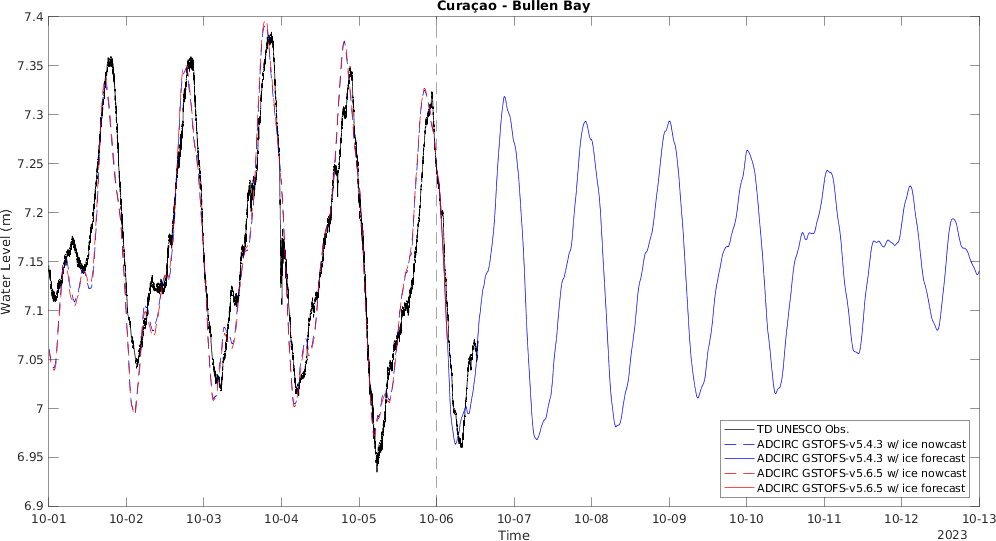 Curaçao - Bullen Bay
Water Level (m)
7.4
7.35
7.3
7.25
7.2
7.15
7.1
7.05
7
6.95
6.9
TD UNESCO Obs.
ADCIRC GSTOFS-v5.4.3 w/ ice nowcast
ADCIRC GSTOFS-v5.4.3 w/ ice forecast
ADCIRC GSTOFS-v5.6.5 w/ ice nowcast
ADCIRC GSTOFS-v5.6.5 w/ ice forecast
10-01 10-02 10-03 10-04 10-05 10-06 10-07 10-08 10-09 10-10 10-11 10-12 10-13
Time
2023